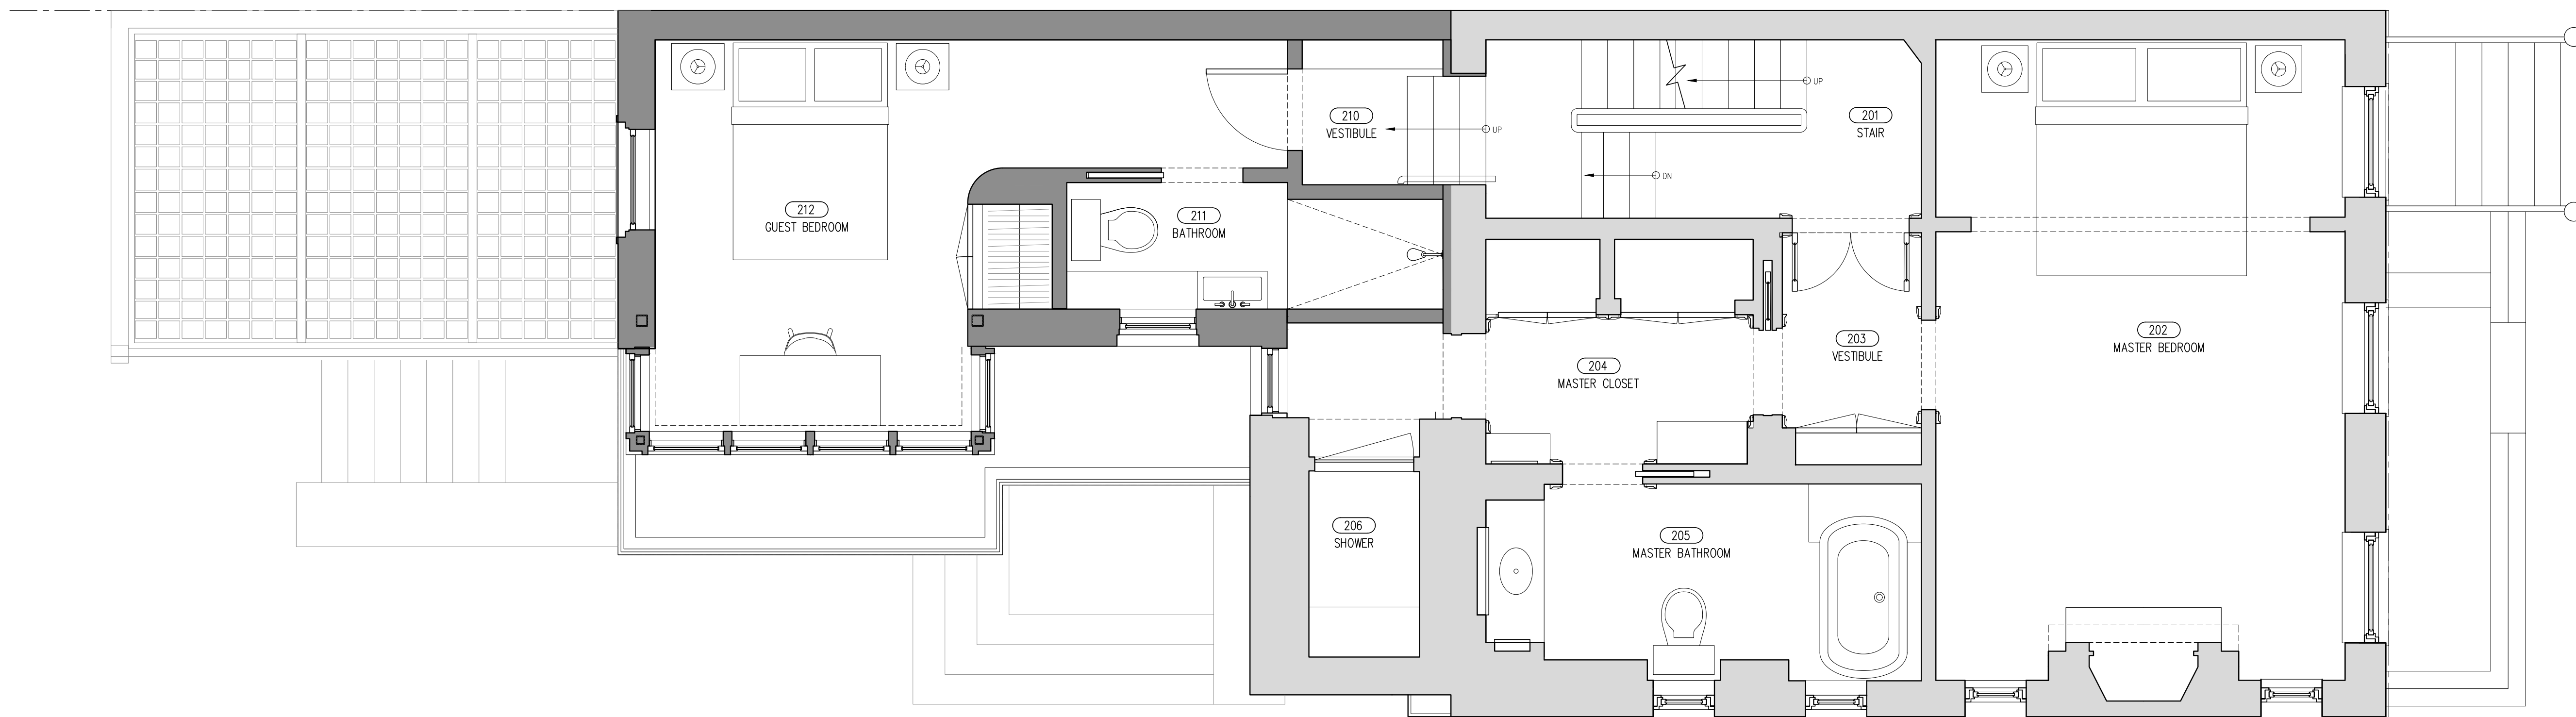 UP
210
VESTIBULE
UP
201
STAIR
DN
212
GUEST BEDROOM
211
BATHROOM
202
MASTER BEDROOM
203
VESTIBULE
204
MASTER CLOSET
206
SHOWER
205
MASTER BATHROOM